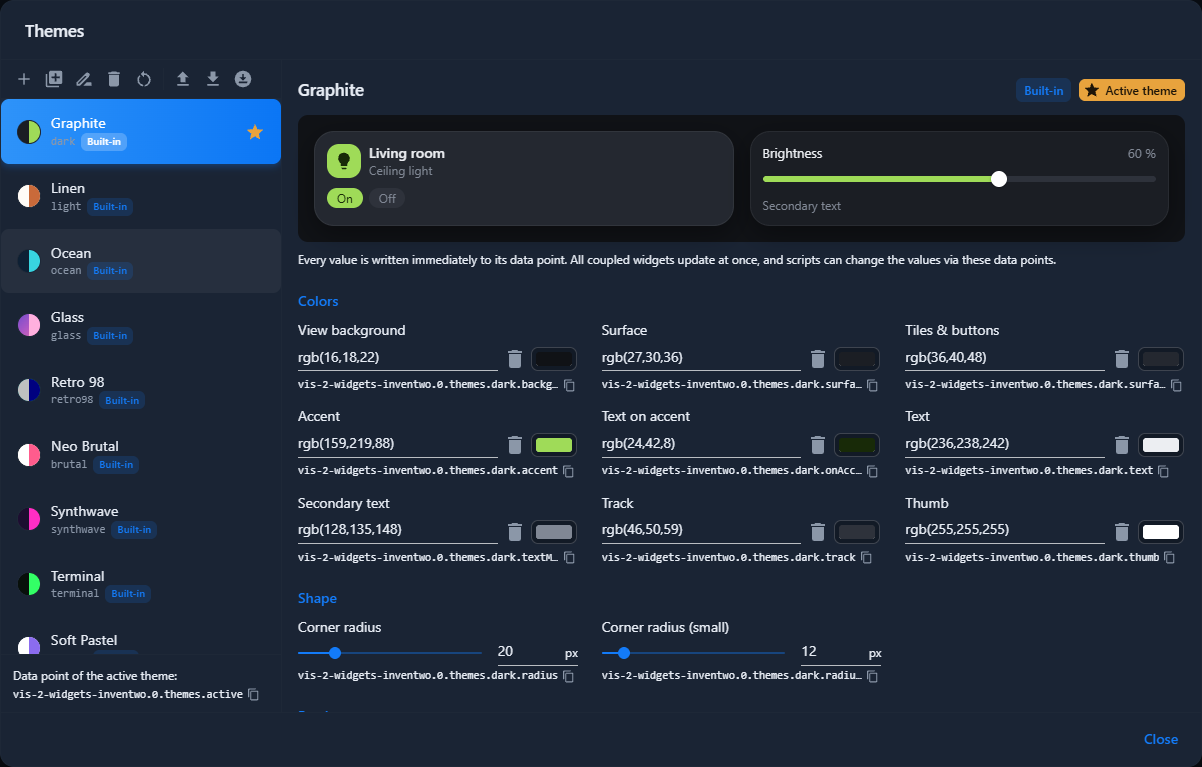 Themes
Graphite
dark Built-in
Linen
light Built-in
Ocean
ocean Built-in
Glass
glass Built-in
Retro 98
retro98 Built-in
Neo Brutal
brutal Built-in
Synthwave
synthwave Built-in
Terminal
terminal Built-in
Soft Pastel
Data point of the active theme:
vis-2-widgets-inventwo.0.themes.active
Graphite
Built-in
Active theme
Living room
Ceiling light
On Off
Brightness 60 %
Secondary text
Every value is written immediately to its data point. All coupled widgets update at once, and scripts can change the values via these data points.
Colors
View background Surface Tiles & buttons
rgb(16,18,22) rgb(27,30,36) rgb(36,40,48)
vis-2-widgets-inventwo.0.themes.dark.backg… vis-2-widgets-inventwo.0.themes.dark.surfa… vis-2-widgets-inventwo.0.themes.dark.surfa…
Accent Text on accent Text
rgb(159,219,88) rgb(24,42,8) rgb(236,238,242)
vis-2-widgets-inventwo.0.themes.dark.accent vis-2-widgets-inventwo.0.themes.dark.onAcc… vis-2-widgets-inventwo.0.themes.dark.text
Secondary text Track Thumb
rgb(128,135,148) rgb(46,50,59) rgb(255,255,255)
vis-2-widgets-inventwo.0.themes.dark.textM… vis-2-widgets-inventwo.0.themes.dark.track vis-2-widgets-inventwo.0.themes.dark.thumb
Shape
Corner radius Corner radius (small)
20 px 12 px
vis-2-widgets-inventwo.0.themes.dark.radius vis-2-widgets-inventwo.0.themes.dark.radiu…
Close